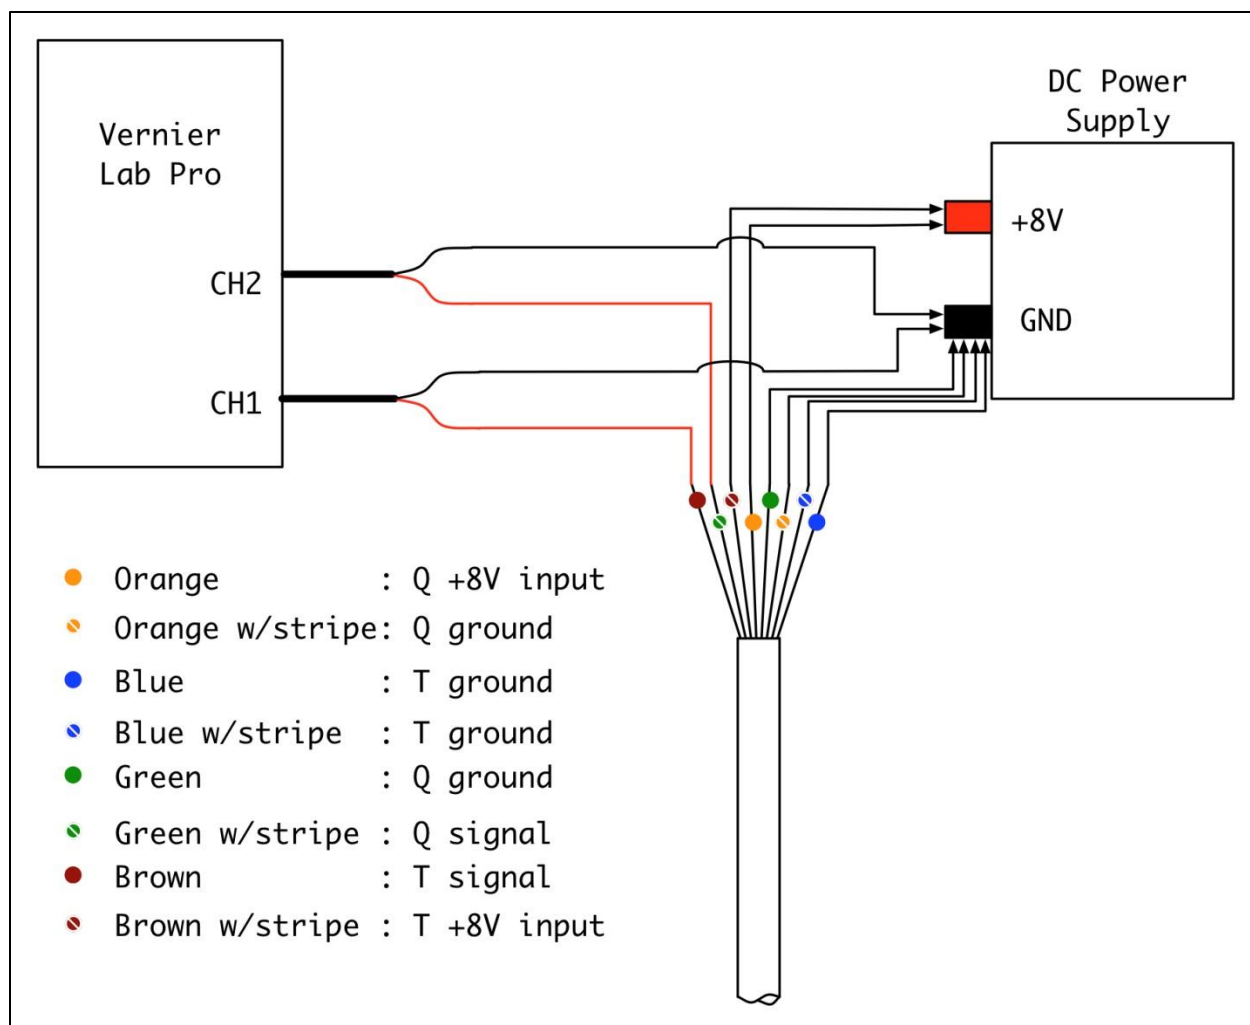 Vernier
Lab Pro
DC Power
Supply
+8V
CH2
GND
CH1
Orange : Q +8V input
Orange w/stripe: Q ground
Blue : T ground
Blue w/stripe : T ground
Green : Q ground
Green w/stripe : Q signal
Brown : T signal
Brown w/stripe : T +8V input